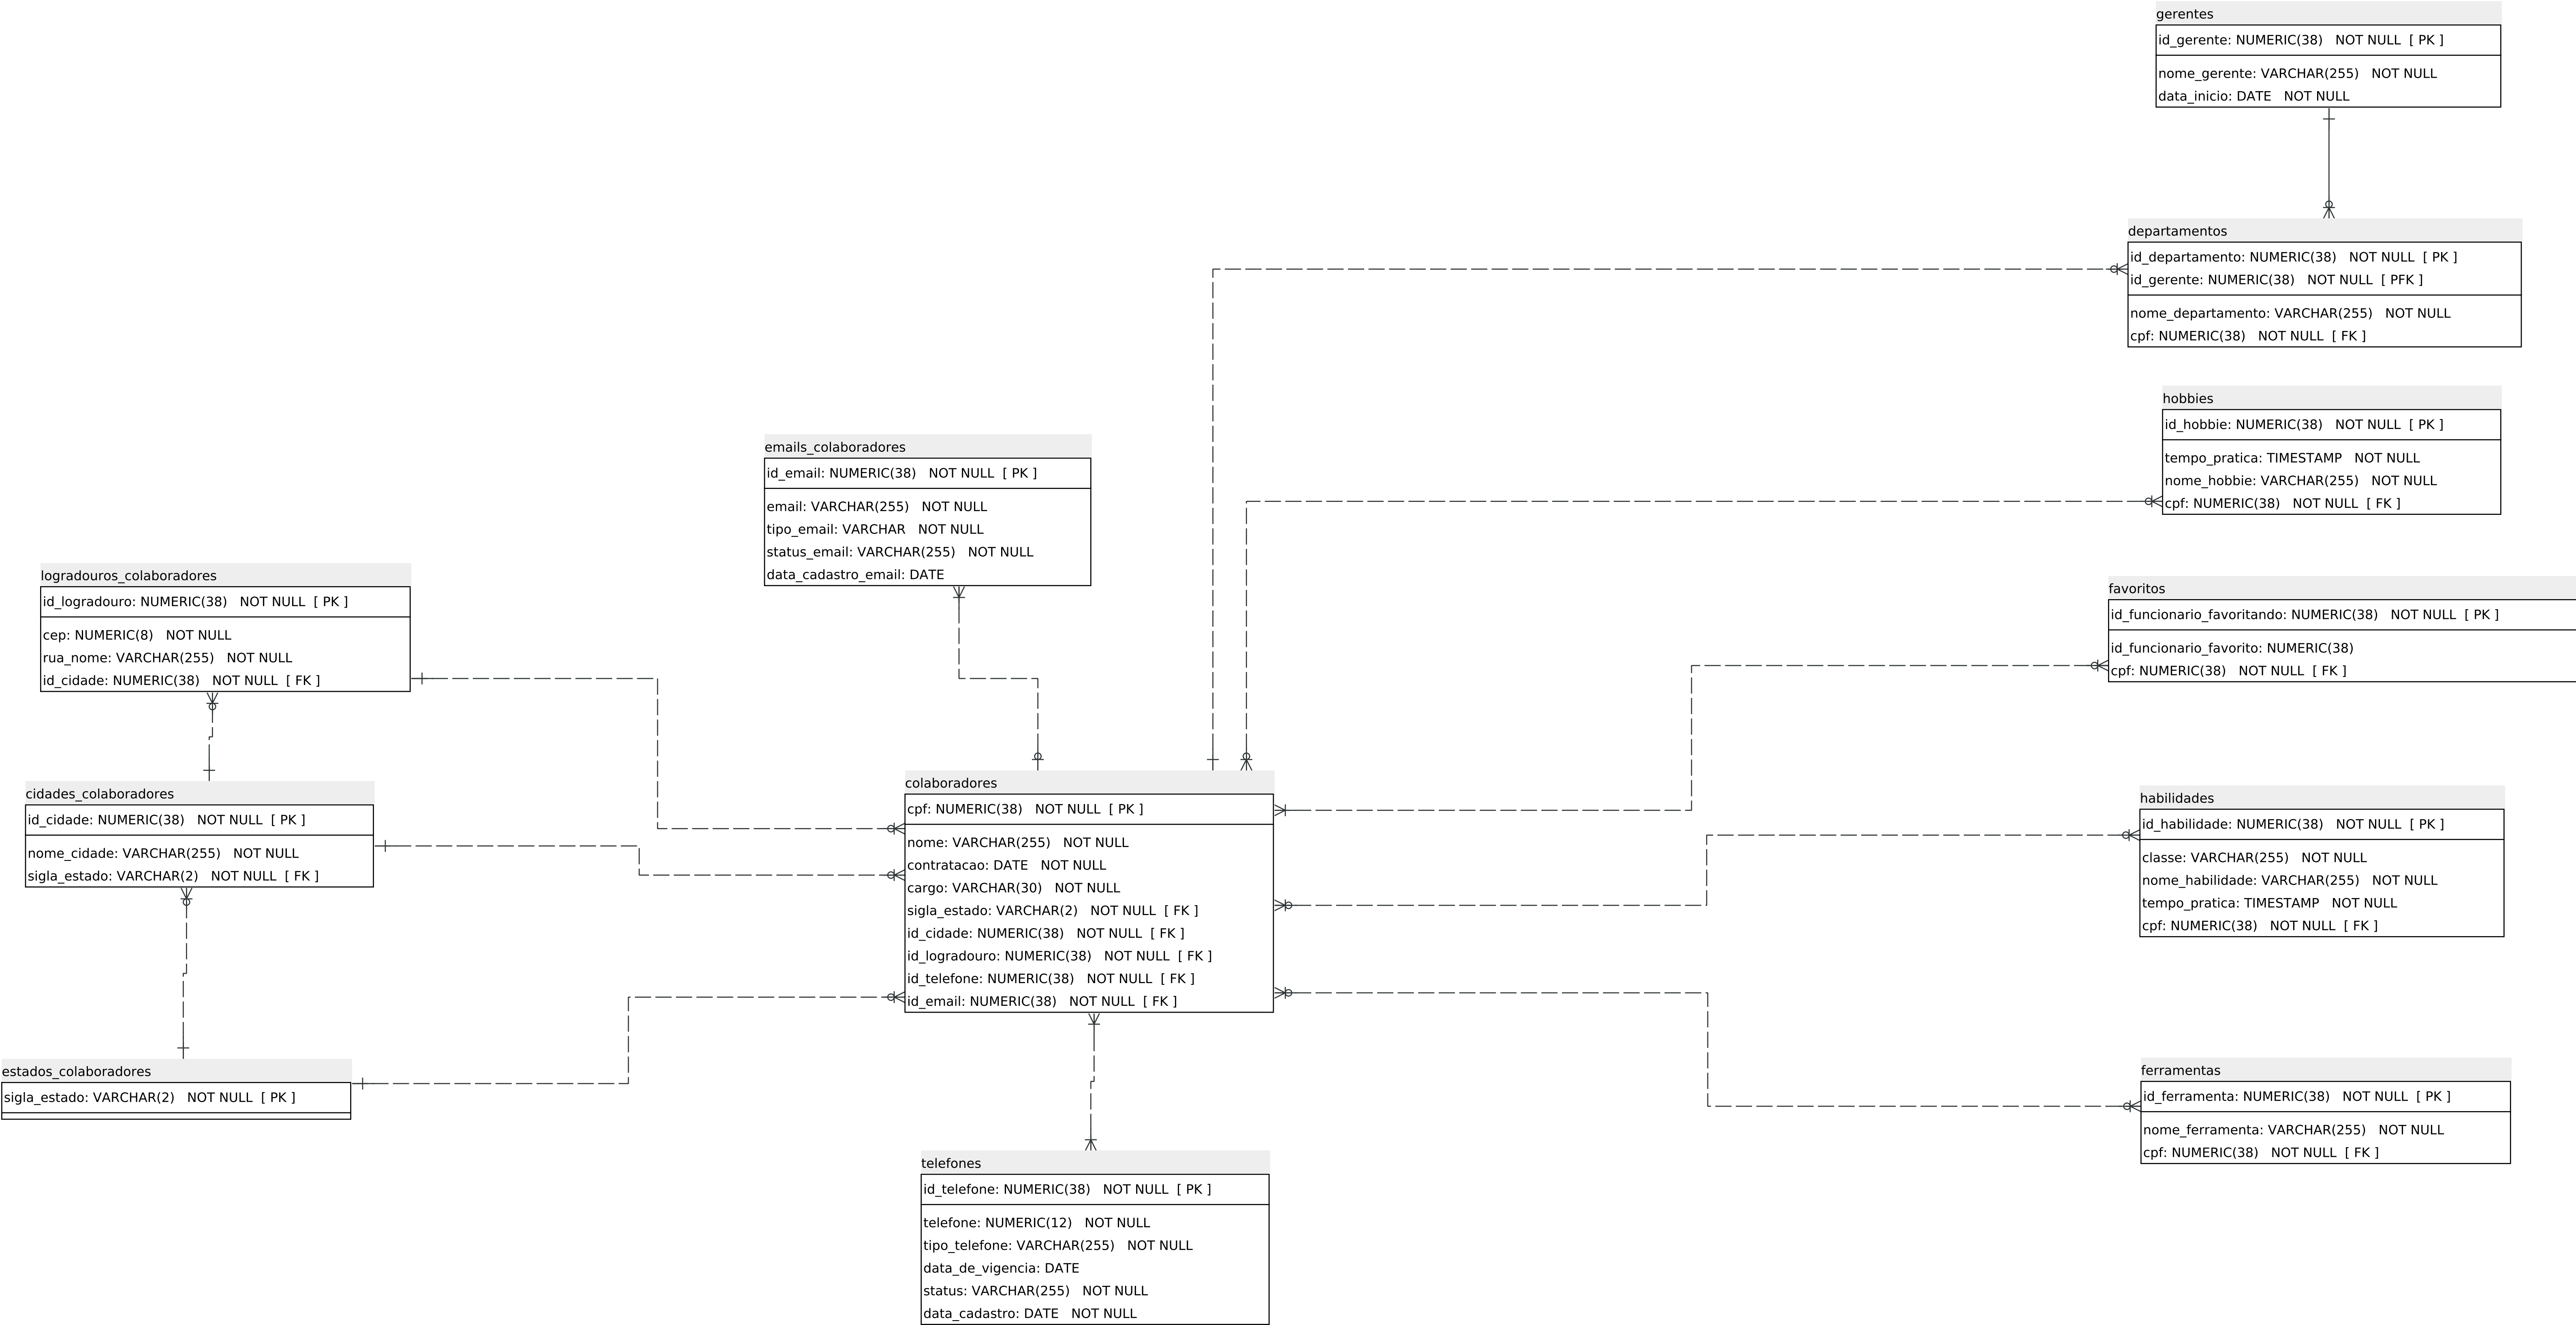 gerentes
id_gerente: NUMERIC(38) NOT NULL [ PK ]
nome_gerente: VARCHAR(255) NOT NULL
data_inicio: DATE NOT NULL
departamentos
id_departamento: NUMERIC(38) NOT NULL [ PK ]
id_gerente: NUMERIC(38) NOT NULL [ PFK ]
nome_departamento: VARCHAR(255) NOT NULL
cpf: NUMERIC(38) NOT NULL [ FK ]
hobbies
id_hobbie: NUMERIC(38) NOT NULL [ PK ]
tempo_pratica: TIMESTAMP NOT NULL
nome_hobbie: VARCHAR(255) NOT NULL
cpf: NUMERIC(38) NOT NULL [ FK ]
emails_colaboradores
id_email: NUMERIC(38) NOT NULL [ PK ]
email: VARCHAR(255) NOT NULL
tipo_email: VARCHAR NOT NULL
status_email: VARCHAR(255) NOT NULL
data_cadastro_email: DATE
logradouros_colaboradores
id_logradouro: NUMERIC(38) NOT NULL [ PK ]
cep: NUMERIC(8) NOT NULL
rua_nome: VARCHAR(255) NOT NULL
id_cidade: NUMERIC(38) NOT NULL [ FK ]
favoritos
id_funcionario_favoritando: NUMERIC(38) NOT NULL [ PK ]
id_funcionario_favorito: NUMERIC(38)
cpf: NUMERIC(38) NOT NULL [ FK ]
cidades_colaboradores
id_cidade: NUMERIC(38) NOT NULL [ PK ]
nome_cidade: VARCHAR(255) NOT NULL
sigla_estado: VARCHAR(2) NOT NULL [ FK ]
colaboradores
cpf: NUMERIC(38) NOT NULL [ PK ]
nome: VARCHAR(255) NOT NULL
contratacao: DATE NOT NULL
cargo: VARCHAR(30) NOT NULL
sigla_estado: VARCHAR(2) NOT NULL [ FK ]
id_cidade: NUMERIC(38) NOT NULL [ FK ]
id_logradouro: NUMERIC(38) NOT NULL [ FK ]
id_telefone: NUMERIC(38) NOT NULL [ FK ]
id_email: NUMERIC(38) NOT NULL [ FK ]
habilidades
id_habilidade: NUMERIC(38) NOT NULL [ PK ]
classe: VARCHAR(255) NOT NULL
nome_habilidade: VARCHAR(255) NOT NULL
tempo_pratica: TIMESTAMP NOT NULL
cpf: NUMERIC(38) NOT NULL [ FK ]
estados_colaboradores
sigla_estado: VARCHAR(2) NOT NULL [ PK ]
ferramentas
id_ferramenta: NUMERIC(38) NOT NULL [ PK ]
nome_ferramenta: VARCHAR(255) NOT NULL
cpf: NUMERIC(38) NOT NULL [ FK ]
telefones
id_telefone: NUMERIC(38) NOT NULL [ PK ]
telefone: NUMERIC(12) NOT NULL
tipo_telefone: VARCHAR(255) NOT NULL
data_de_vigencia: DATE
status: VARCHAR(255) NOT NULL
data_cadastro: DATE NOT NULL